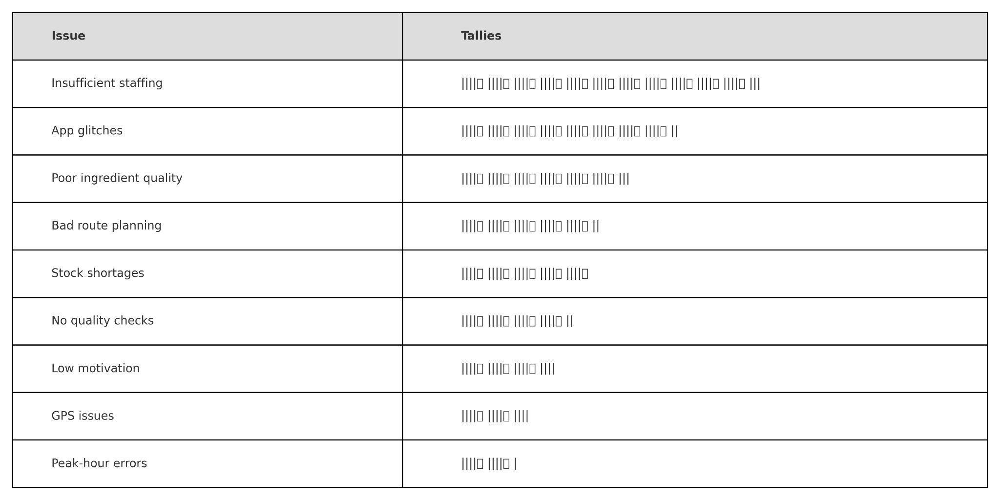 Issue Tallies
Insufficient staffing ||||▯ ||||▯ ||||▯ ||||▯ ||||▯ ||||▯ ||||▯ ||||▯ ||||▯ ||||▯ ||||▯ |||
App glitches ||||▯ ||||▯ ||||▯ ||||▯ ||||▯ ||||▯ ||||▯ ||||▯ ||
Poor ingredient quality ||||▯ ||||▯ ||||▯ ||||▯ ||||▯ ||||▯ |||
Bad route planning ||||▯ ||||▯ ||||▯ ||||▯ ||||▯ ||
Stock shortages ||||▯ ||||▯ ||||▯ ||||▯ ||||▯
No quality checks ||||▯ ||||▯ ||||▯ ||||▯ ||
Low motivation ||||▯ ||||▯ ||||▯ ||||
GPS issues ||||▯ ||||▯ ||||
Peak-hour errors ||||▯ ||||▯ |